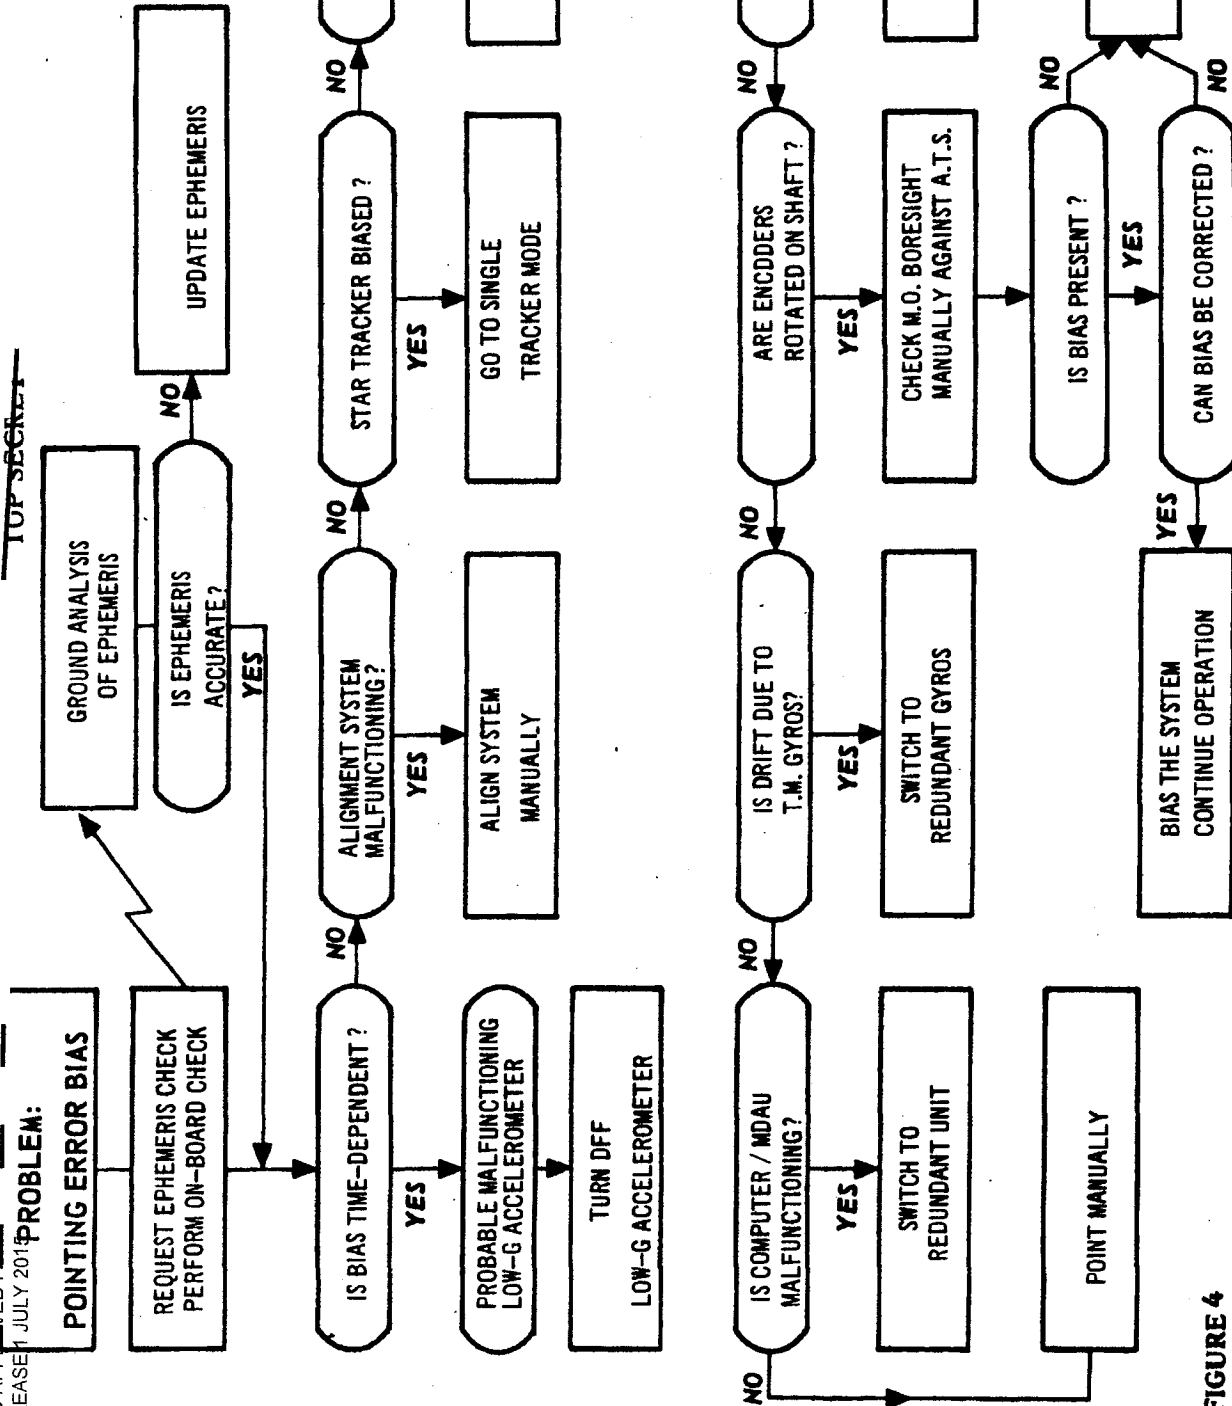 TOP SECRET
EASE 1 JULY 2015
PROBLEM:
POINTING ERROR BIAS
REQUEST EPHEMERIS CHECK
PERFORM ON-BOARD CHECK
GROUND ANALYSIS
OF EPHEMERIS
IS EPHEMERIS
ACCURATE?
NO
UPDATE EPHEMERIS
YES
IS BIAS TIME-DEPENDENT?
NO
ALIGNMENT SYSTEM
MALFUNCTIONING?
NO
STAR TRACKER BIASED?
NO
YES
YES
YES
PROBABLE MALFUNCTIONING
LOW-G ACCELEROMETER
ALIGN SYSTEM
MANUALLY
GO TO SINGLE
TRACKER MODE
TURN OFF
LOW-G ACCELEROMETER
NO
IS COMPUTER / MDAU
MALFUNCTIONING?
NO
IS DRIFT DUE TO
T.M. GYROS?
NO
ARE ENCODERS
ROTATED ON SHAFT?
NO
YES
YES
YES
SWITCH TO
REDUNDANT UNIT
SWITCH TO
REDUNDANT GYROS
CHECK M.O. BORESIGHT
MANUALLY AGAINST A.T.S.
POINT MANUALLY
IS BIAS PRESENT?
NO
YES
BIAS THE SYSTEM
CONTINUE OPERATION
YES
CAN BIAS BE CORRECTED?
NO
FIGURE 4